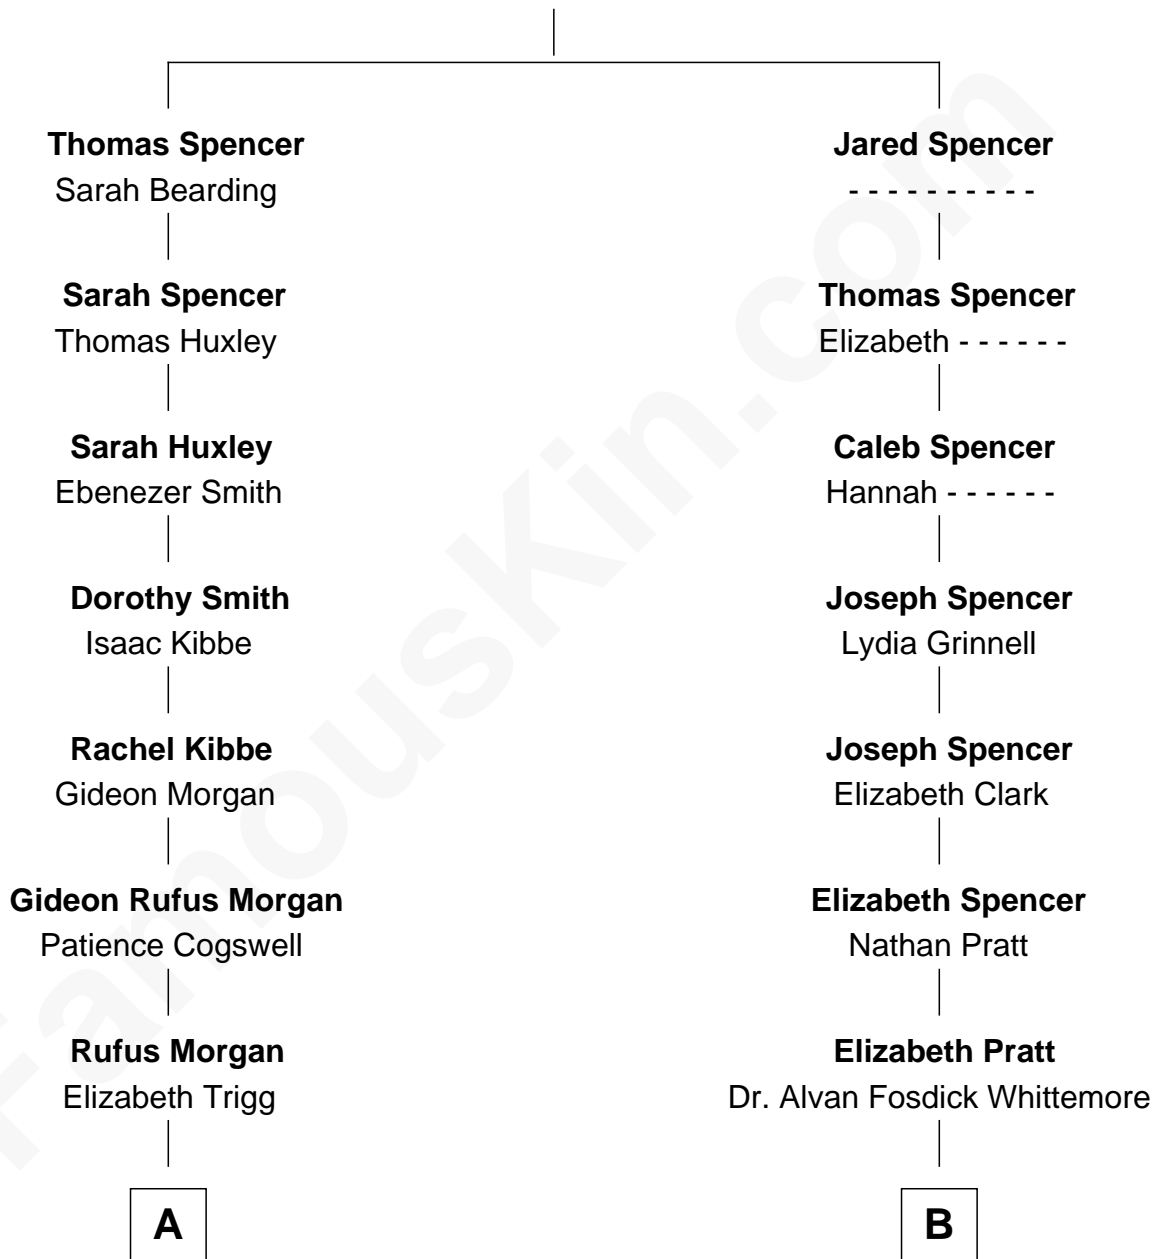 Thomas Spencer
Sarah Bearding
Sarah Spencer
Thomas Huxley
Sarah Huxley
Ebenezer Smith
Dorothy Smith
Isaac Kibbe
Rachel Kibbe
Gideon Morgan
Gideon Rufus Morgan
Patience Cogswell
Rufus Morgan
Elizabeth Trigg
A
Jared Spencer
- - - - - - - - - -
Thomas Spencer
Elizabeth - - - - - -
Caleb Spencer
Hannah - - - - - -
Joseph Spencer
Lydia Grinnell
Joseph Spencer
Elizabeth Clark
Elizabeth Spencer
Nathan Pratt
Elizabeth Pratt
Dr. Alvan Fosdick Whittemore
B
FamousKin.com